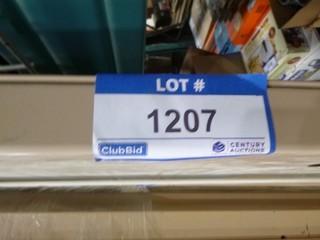 LOT #
1207
ClubBid
CENTURY
AUCTIONS